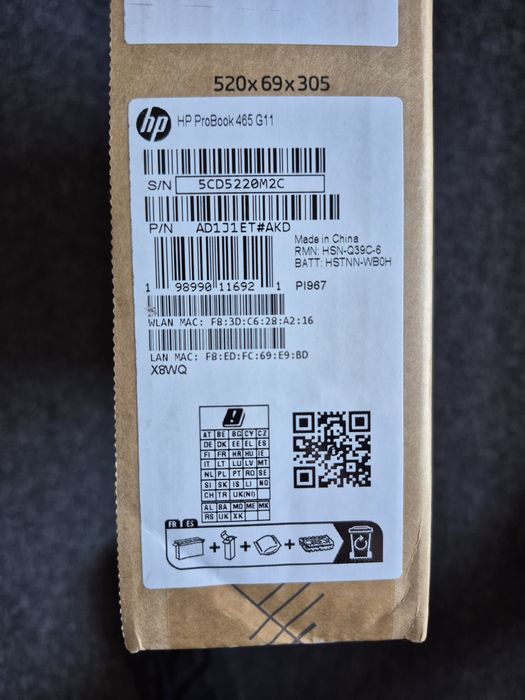 520x69x305
hp HP ProBook 465 G11
S/N 5CD5220M2C
P/N AD1J1ET#AKD
Made in China
RMN: HSN-Q39C-6
BATT: HSTNN-WB0H
1 98990 11692 1 PI967
WLAN MAC: F8:3D:C6:28:A2:16
LAN MAC: F8:ED:FC:69:E9:BD
X8WQ
AT BE BG CY CZ
DE DK EE EL ES
FI FR HR HU IE
IT LT LU LV MT
NL PL PT RO SE
SI SK IS LI NO
CH TR UK(NI)
AL BA MD ME MK
RS UK XK
FR ES
+ + +